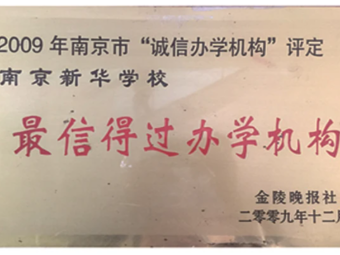 2009 年南京市“诚信办学机构”评定
南京新华学校
最信得过办学机构
金陵晚报社
二零零九年十二月